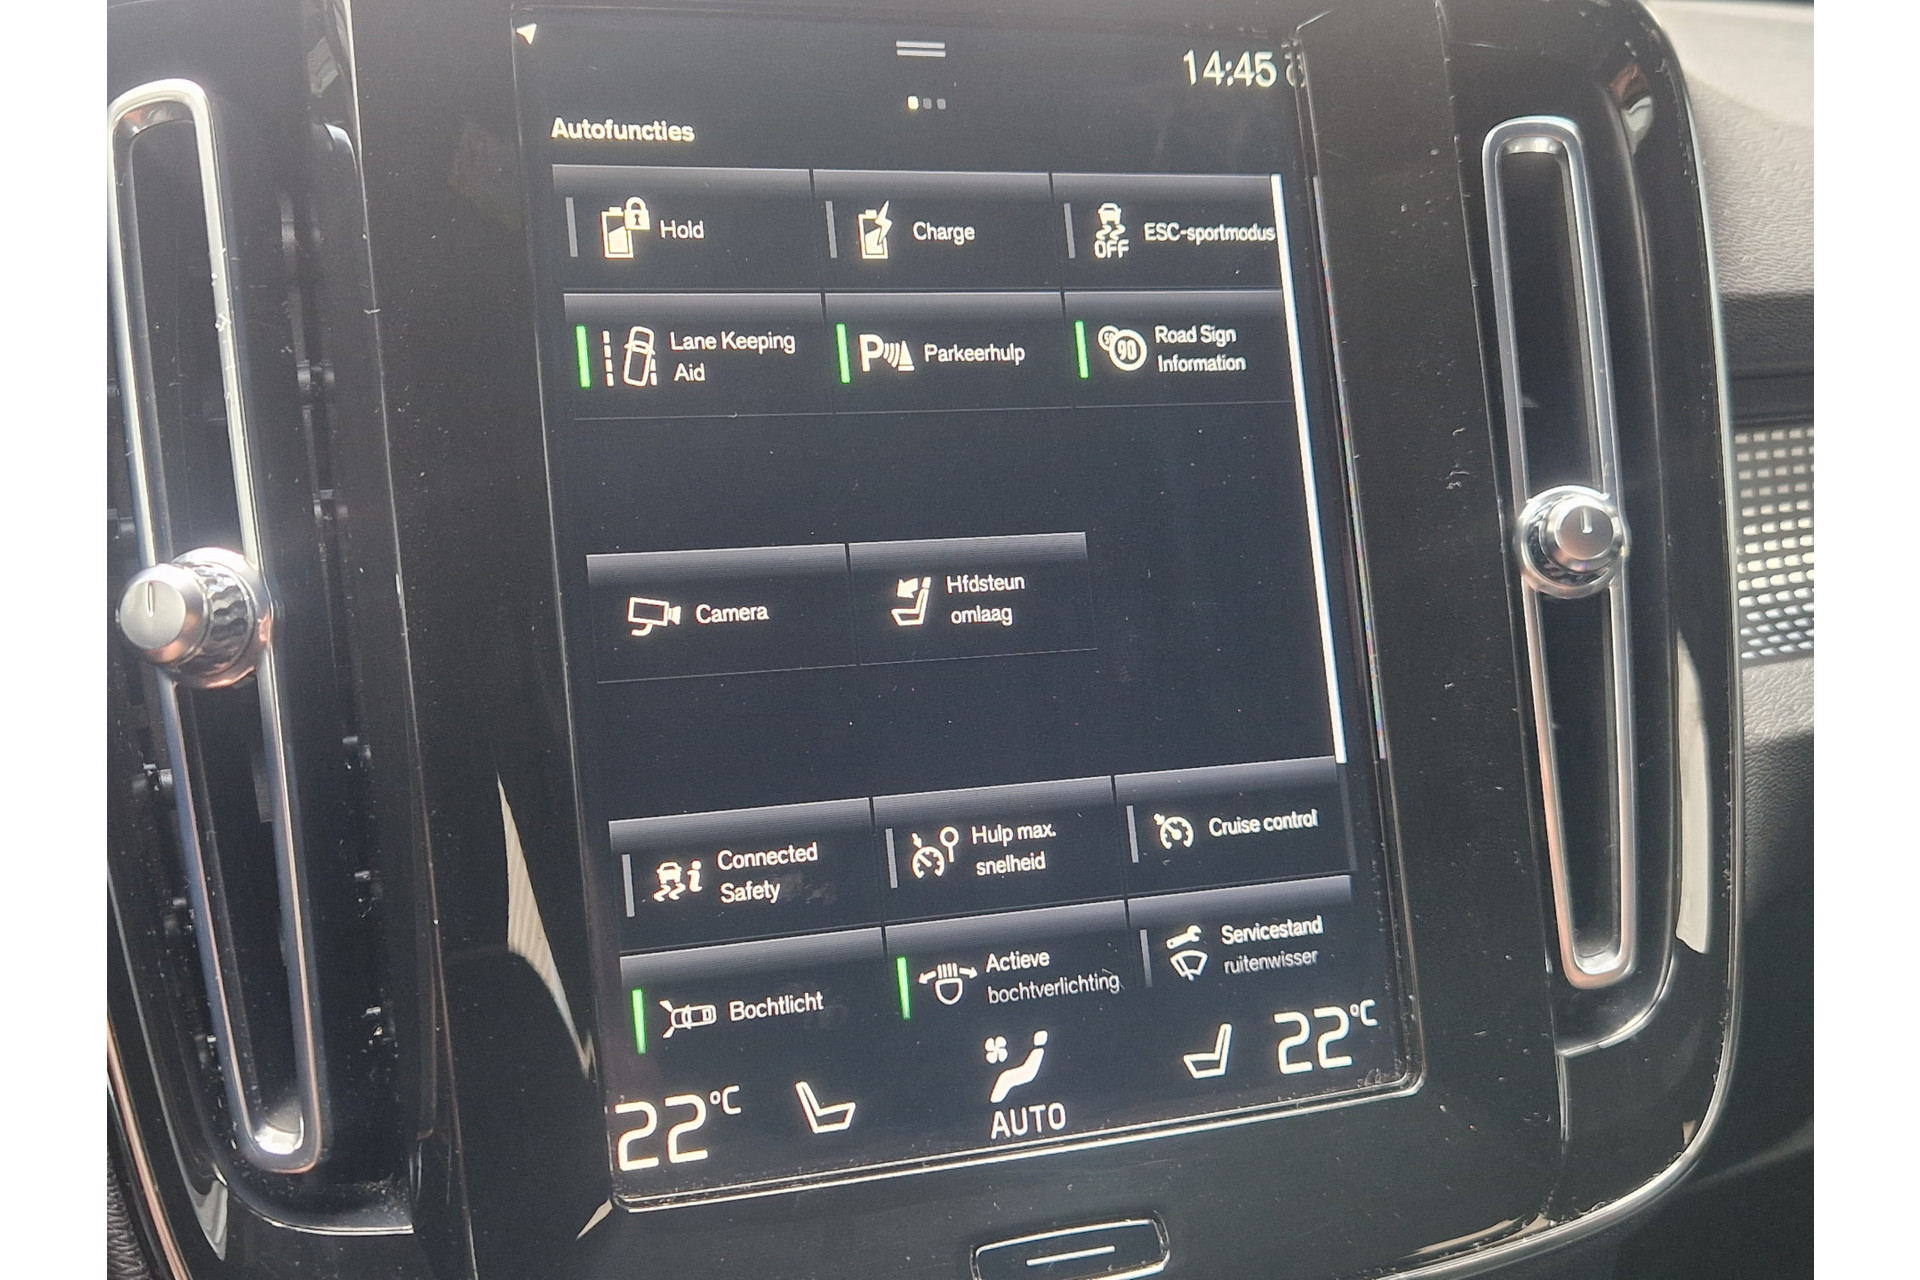 14:45
Autofuncties
Hold
Charge
OFF
ESC-sportmodus
Lane Keeping
Aid
P
Parkeerhulp
50
90
Road Sign
Information
Camera
Hfdsteun
omlaag
Connected
Safety
Hulp max.
snelheid
Cruise control
Bochtlicht
Actieve
bochtverlichting
Servicestand
ruitenwisser
22°C
AUTO
22°C